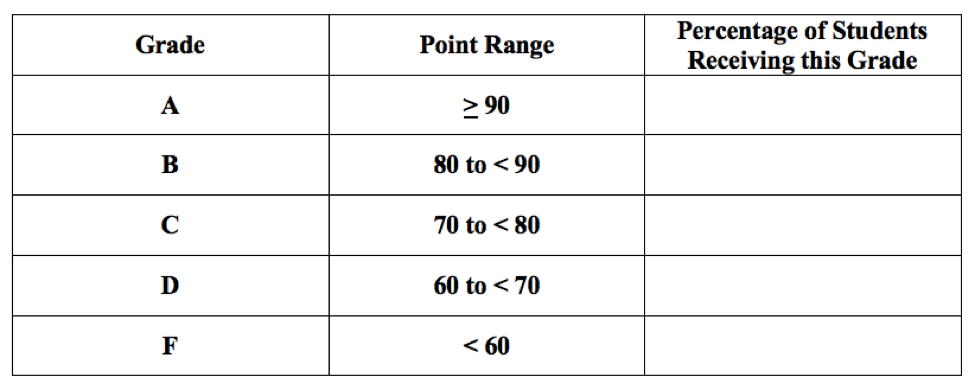 Grade Point Range Percentage of Students
Receiving this Grade
A ≥ 90
B 80 to < 90
C 70 to < 80
D 60 to < 70
F < 60